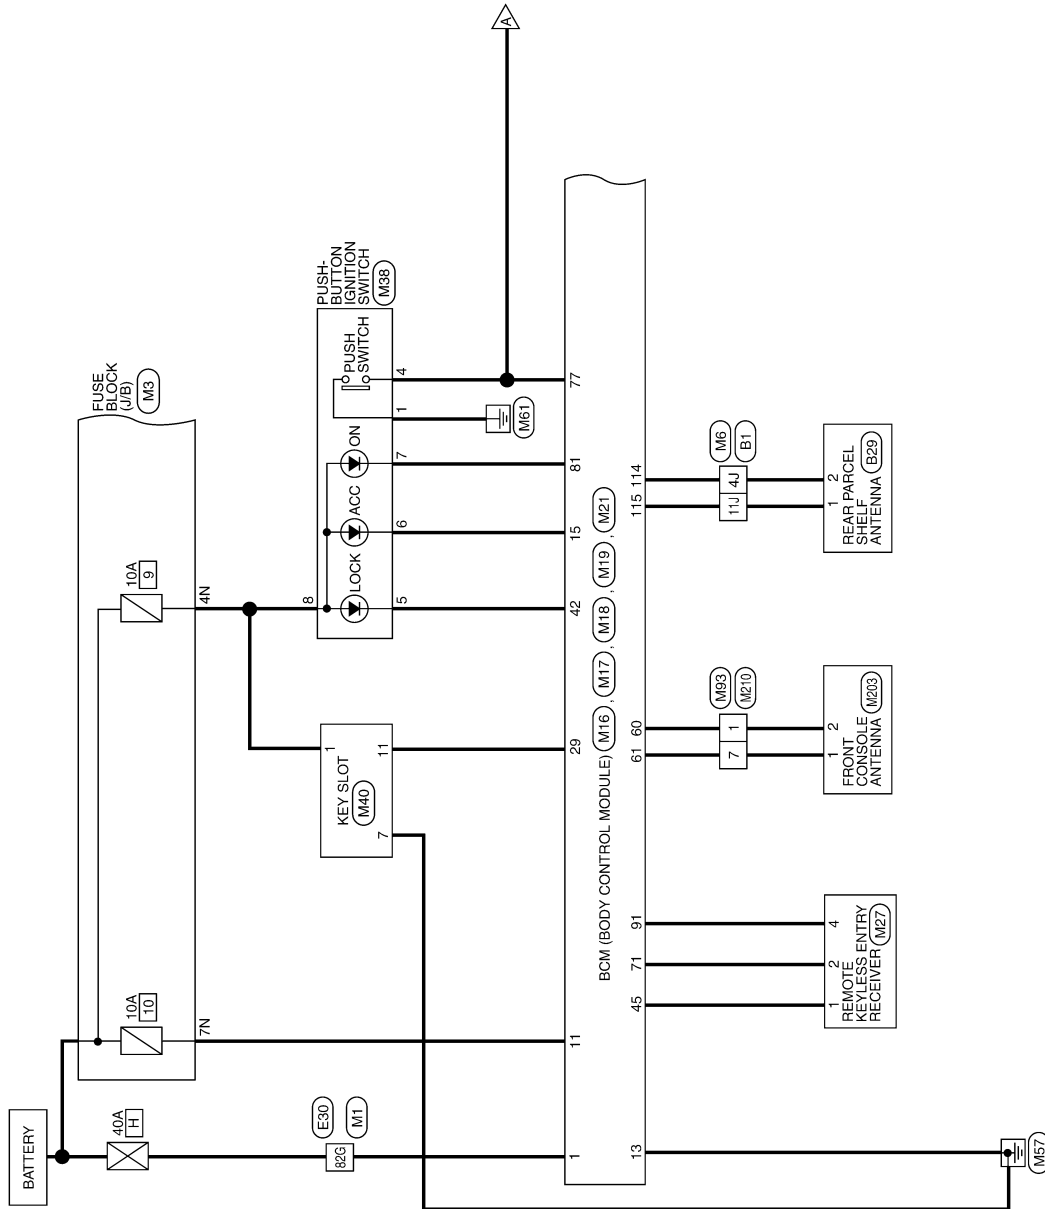 BATTERY
40A
H
E30
M1
82G
1
13
M57
FUSE
BLOCK
(J/B)
M3
10A
10
7N
11
10A
9
4N
KEY SLOT
M40
1
11
7
29
PUSH-
BUTTON
IGNITION
SWITCH
M38
8
LOCK
ACC
ON
PUSH
SWITCH
5
6
7
1
4
M61
42
15
81
77
A
BCM (BODY CONTROL MODULE) M16 , M17 , M18 , M19 , M21
45
71
91
1
2
4
REMOTE
KEYLESS ENTRY
RECEIVER M27
61
60
7
1
M93
M210
1
2
FRONT
CONSOLE
ANTENNA M203
115
114
11J
4J
M6
B1
1
2
REAR PARCEL
SHELF
ANTENNA B29